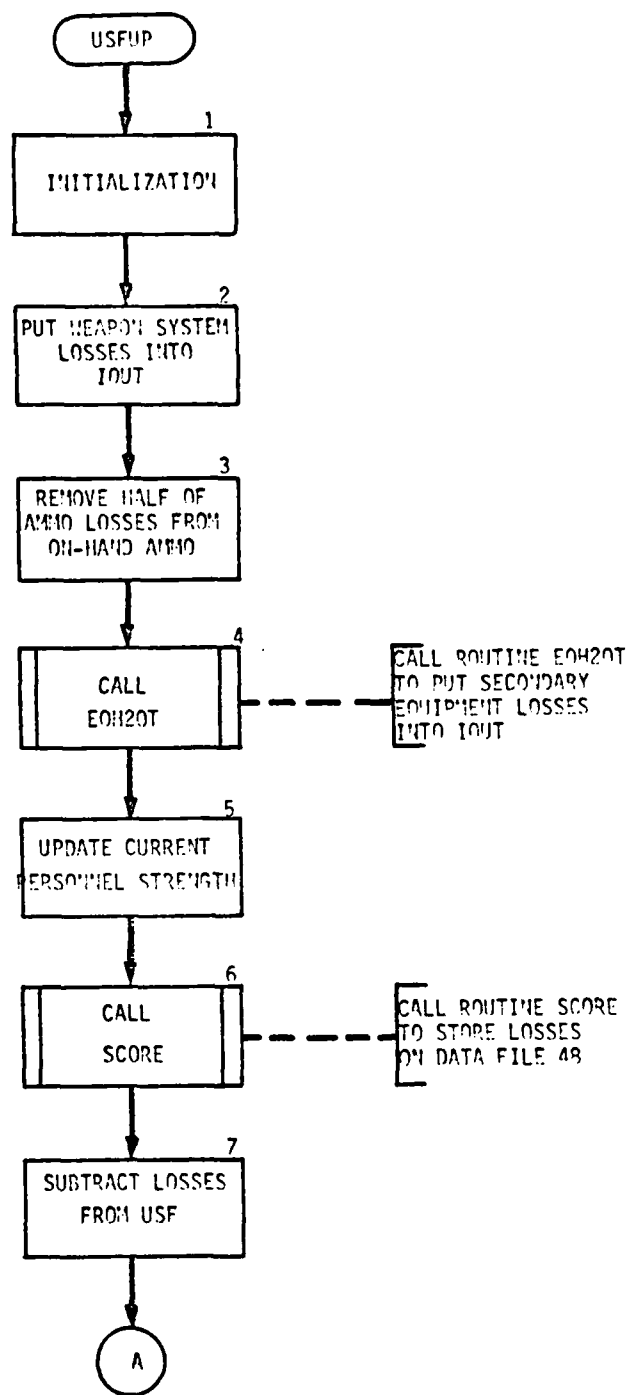 USFUP
1
INITIALIZATION
2
PUT WEAPON SYSTEM
LOSSES INTO
IOUT
3
REMOVE HALF OF
AMMO LOSSES FROM
ON-HAND AMMO
4
CALL
EOH2OT
CALL ROUTINE EOH2OT
TO PUT SECONDARY
EQUIPMENT LOSSES
INTO IOUT
5
UPDATE CURRENT
PERSONNEL STRENGTH
6
CALL
SCORE
CALL ROUTINE SCORE
TO STORE LOSSES
ON DATA FILE 48
7
SUBTRACT LOSSES
FROM USF
A